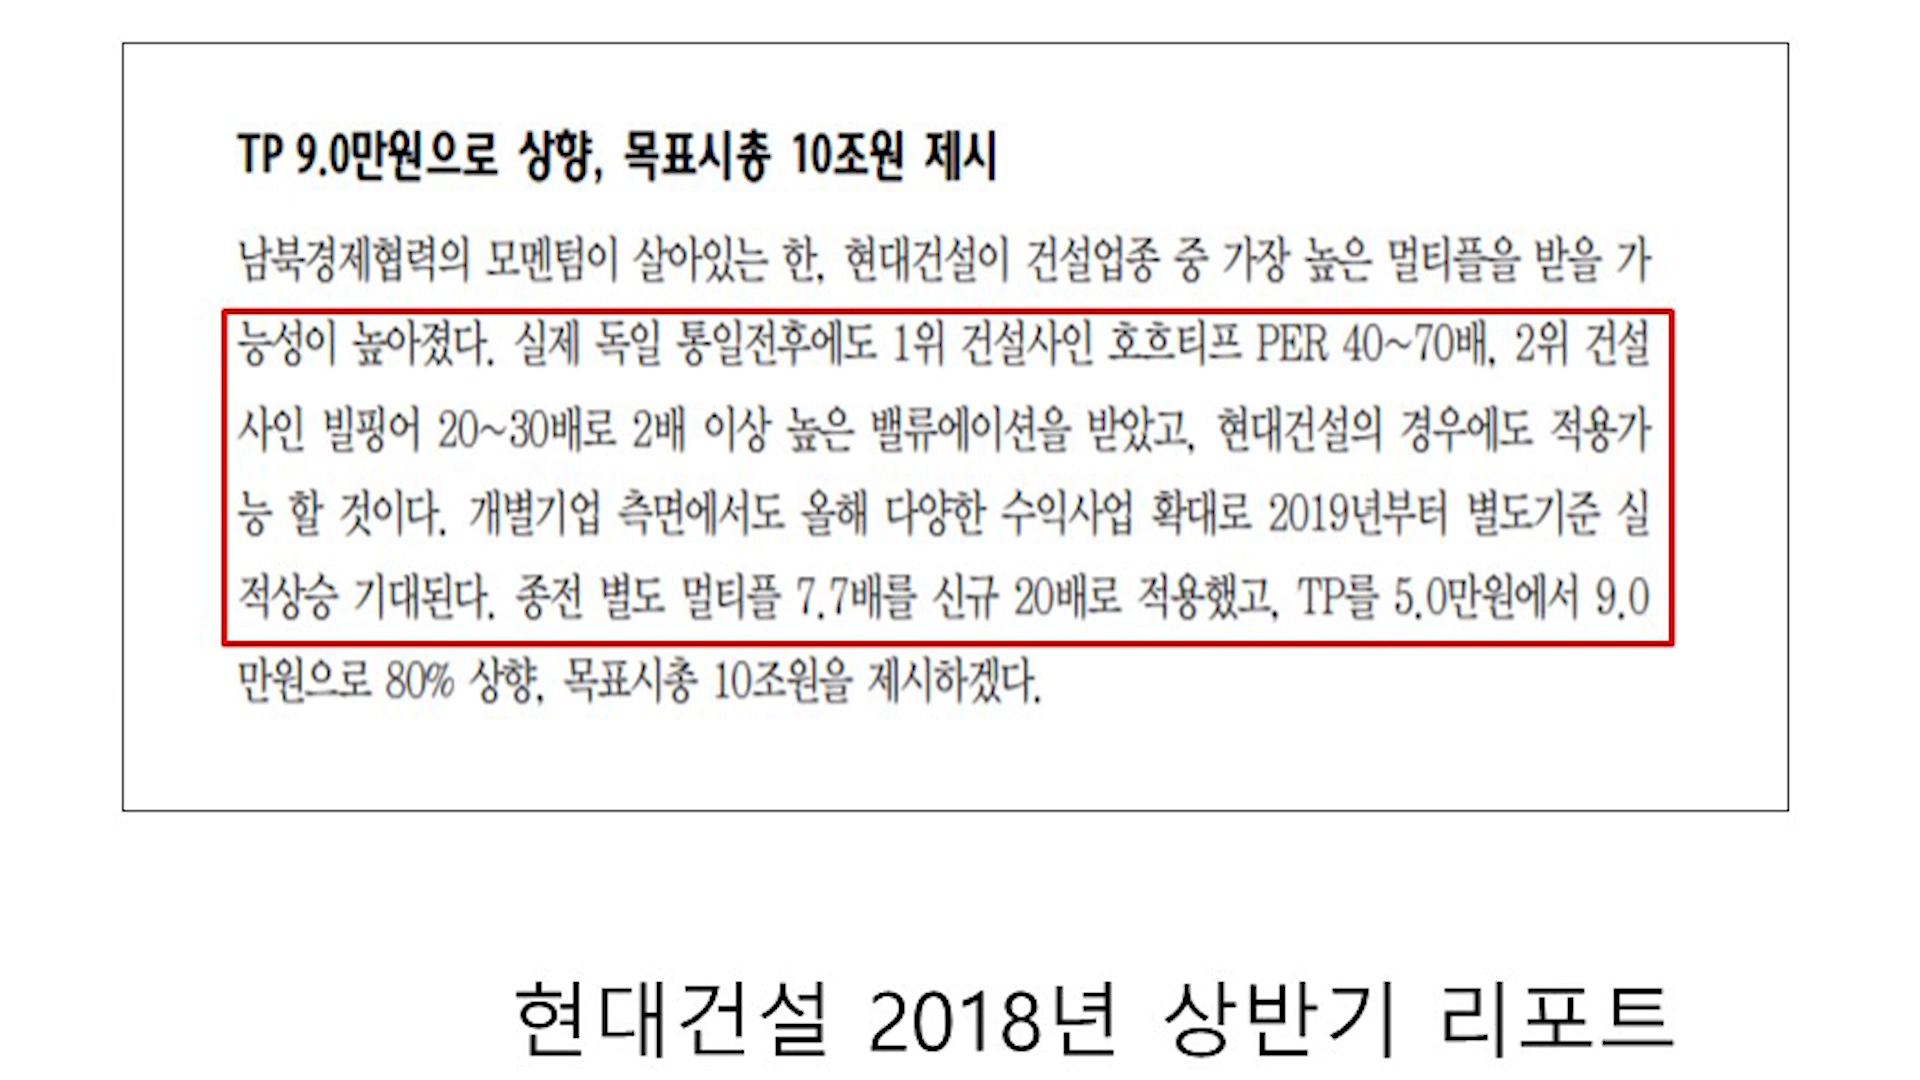 TP 9.0만원으로 상향, 목표시총 10조원 제시
남북경제협력의 모멘텀이 살아있는 한, 현대건설이 건설업종 중 가장 높은 멀티플을 받을 가
능성이 높아졌다. 실제 독일 통일전후에도 1위 건설사인 호흐티프 PER 40~70배, 2위 건설
사인 빌핑어 20~30배로 2배 이상 높은 밸류에이션을 받았고, 현대건설의 경우에도 적용가
능 할 것이다. 개별기업 측면에서도 올해 다양한 수익사업 확대로 2019년부터 별도기준 실
적상승 기대된다. 종전 별도 멀티플 7.7배를 신규 20배로 적용했고, TP를 5.0만원에서 9.0
만원으로 80% 상향, 목표시총 10조원을 제시하겠다.
현대건설 2018년 상반기 리포트